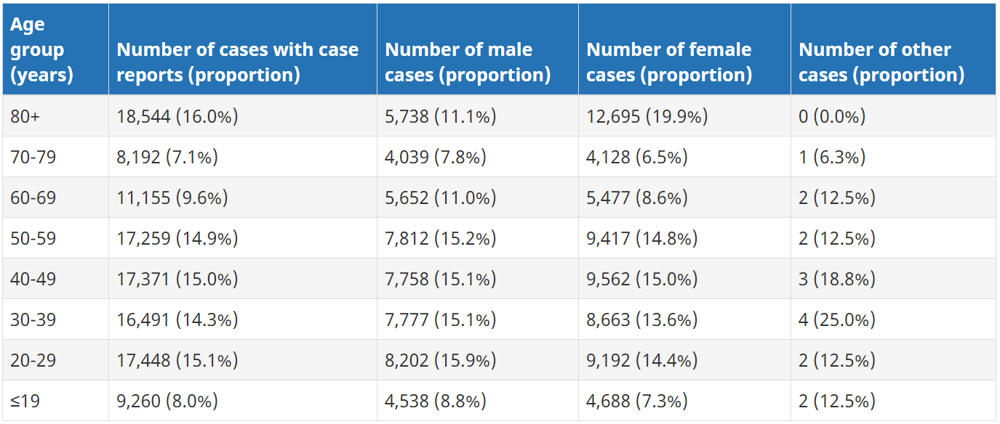 Age group (years) Number of cases with case reports (proportion) Number of male cases (proportion) Number of female cases (proportion) Number of other cases (proportion)
80+ 18,544 (16.0%) 5,738 (11.1%) 12,695 (19.9%) 0 (0.0%)
70-79 8,192 (7.1%) 4,039 (7.8%) 4,128 (6.5%) 1 (6.3%)
60-69 11,155 (9.6%) 5,652 (11.0%) 5,477 (8.6%) 2 (12.5%)
50-59 17,259 (14.9%) 7,812 (15.2%) 9,417 (14.8%) 2 (12.5%)
40-49 17,371 (15.0%) 7,758 (15.1%) 9,562 (15.0%) 3 (18.8%)
30-39 16,491 (14.3%) 7,777 (15.1%) 8,663 (13.6%) 4 (25.0%)
20-29 17,448 (15.1%) 8,202 (15.9%) 9,192 (14.4%) 2 (12.5%)
≤19 9,260 (8.0%) 4,538 (8.8%) 4,688 (7.3%) 2 (12.5%)